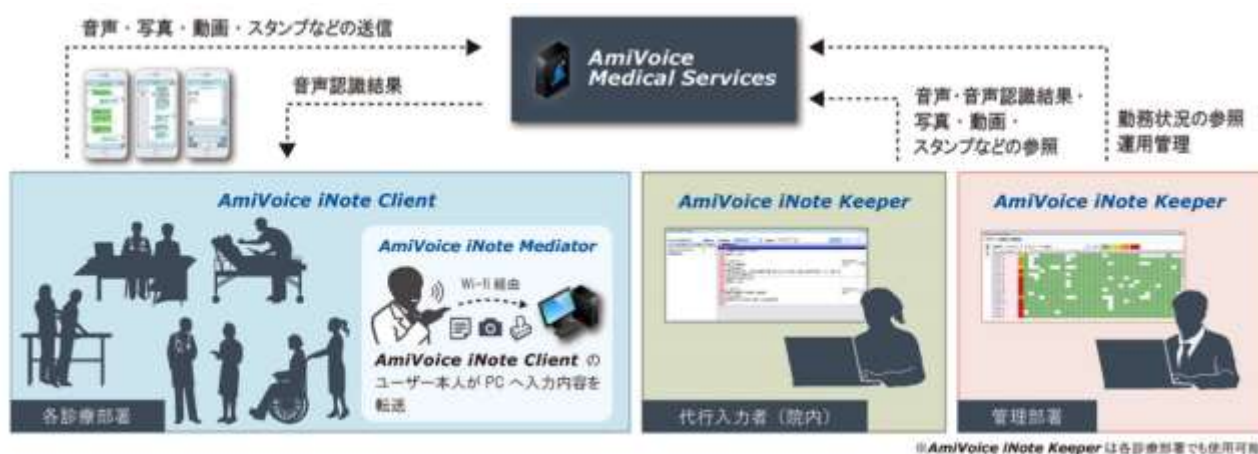 音声・写真・動画・スタンプなどの送信
音声認識結果
AmiVoice
Medical Services
音声・音声認識結果・
写真・動画・
スタンプなどの参照
勤務状況の参照
運用管理
AmiVoice iNote Client
AmiVoice iNote Mediator
Wi-fi 経由
AmiVoice iNote Client の
ユーザー本人が PC へ入力内容を
転送
各診療部署
AmiVoice iNote Keeper
代行入力者（院内）
AmiVoice iNote Keeper
管理部署
※AmiVoice iNote Keeper は各診療部署でも使用可能